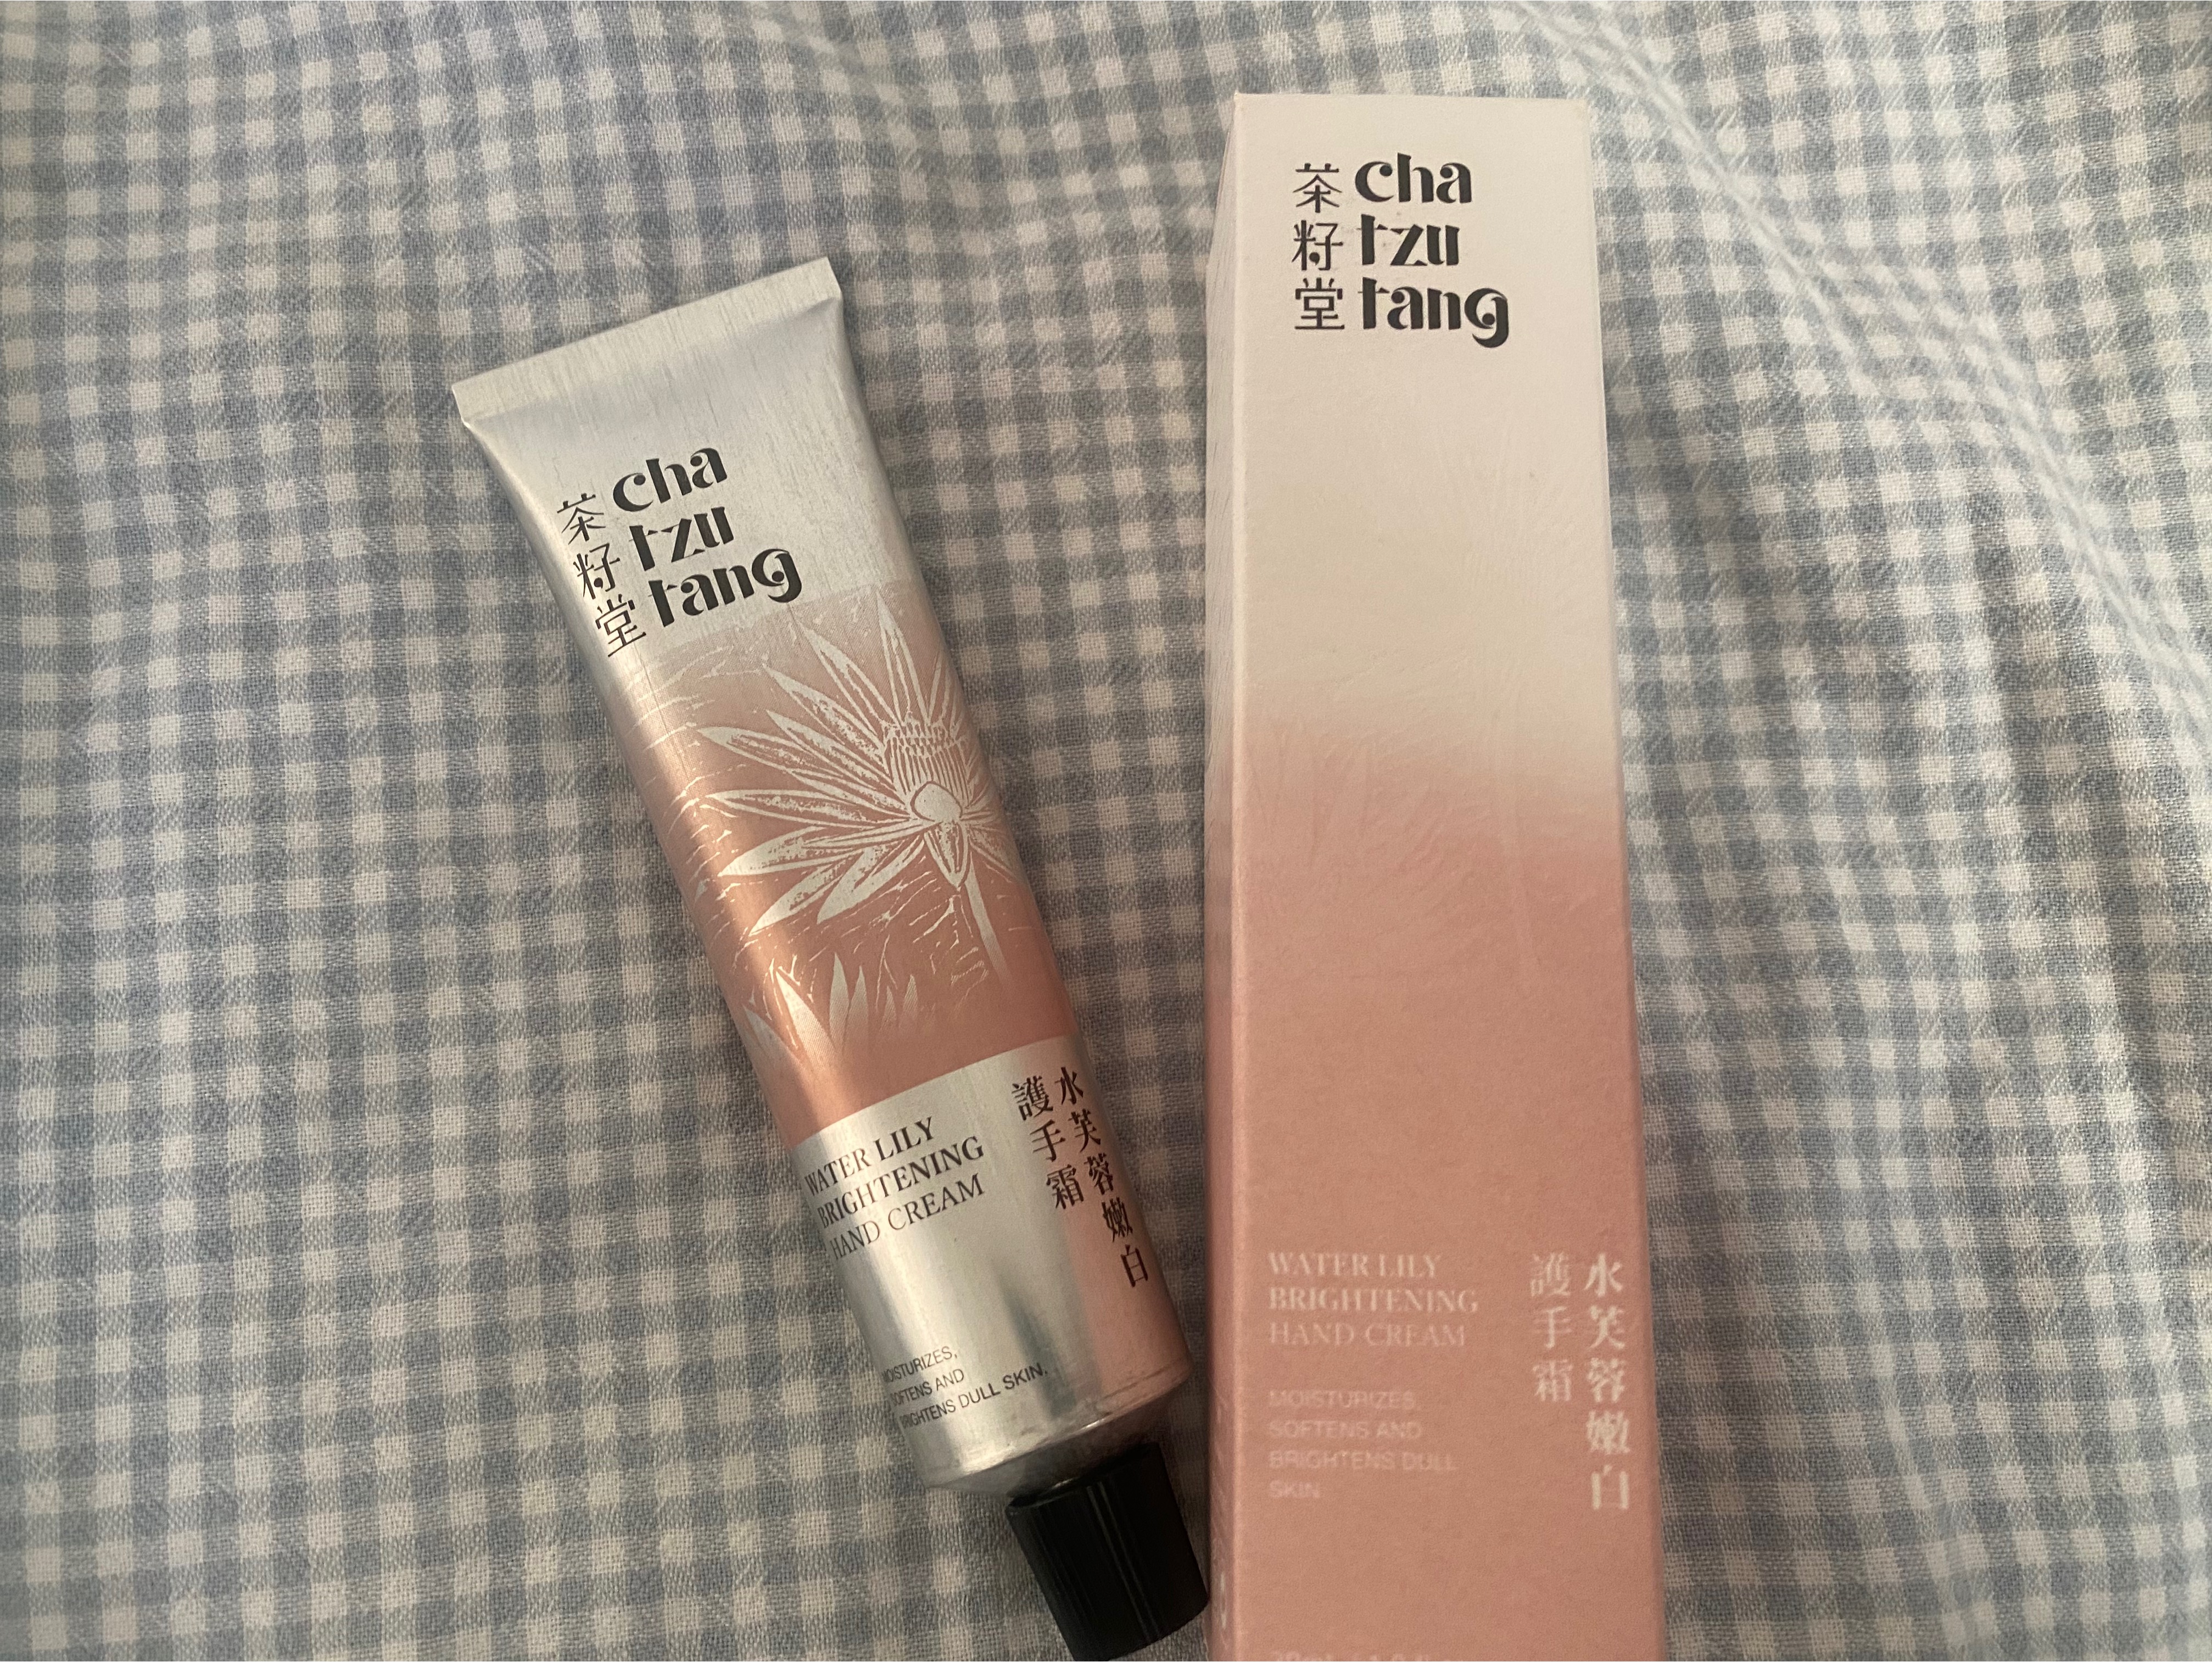 茶籽堂
cha
tzu
tang
WATER LILY
BRIGHTENING
HAND CREAM
水芙蓉嫩白
護手霜
MOISTURIZES,
SOFTENS AND
BRIGHTENS DULL SKIN.
茶籽堂
cha
tzu
tang
WATER LILY
BRIGHTENING
HAND CREAM
水芙蓉嫩白
護手霜
MOISTURIZES,
SOFTENS AND
BRIGHTENS DULL
SKIN